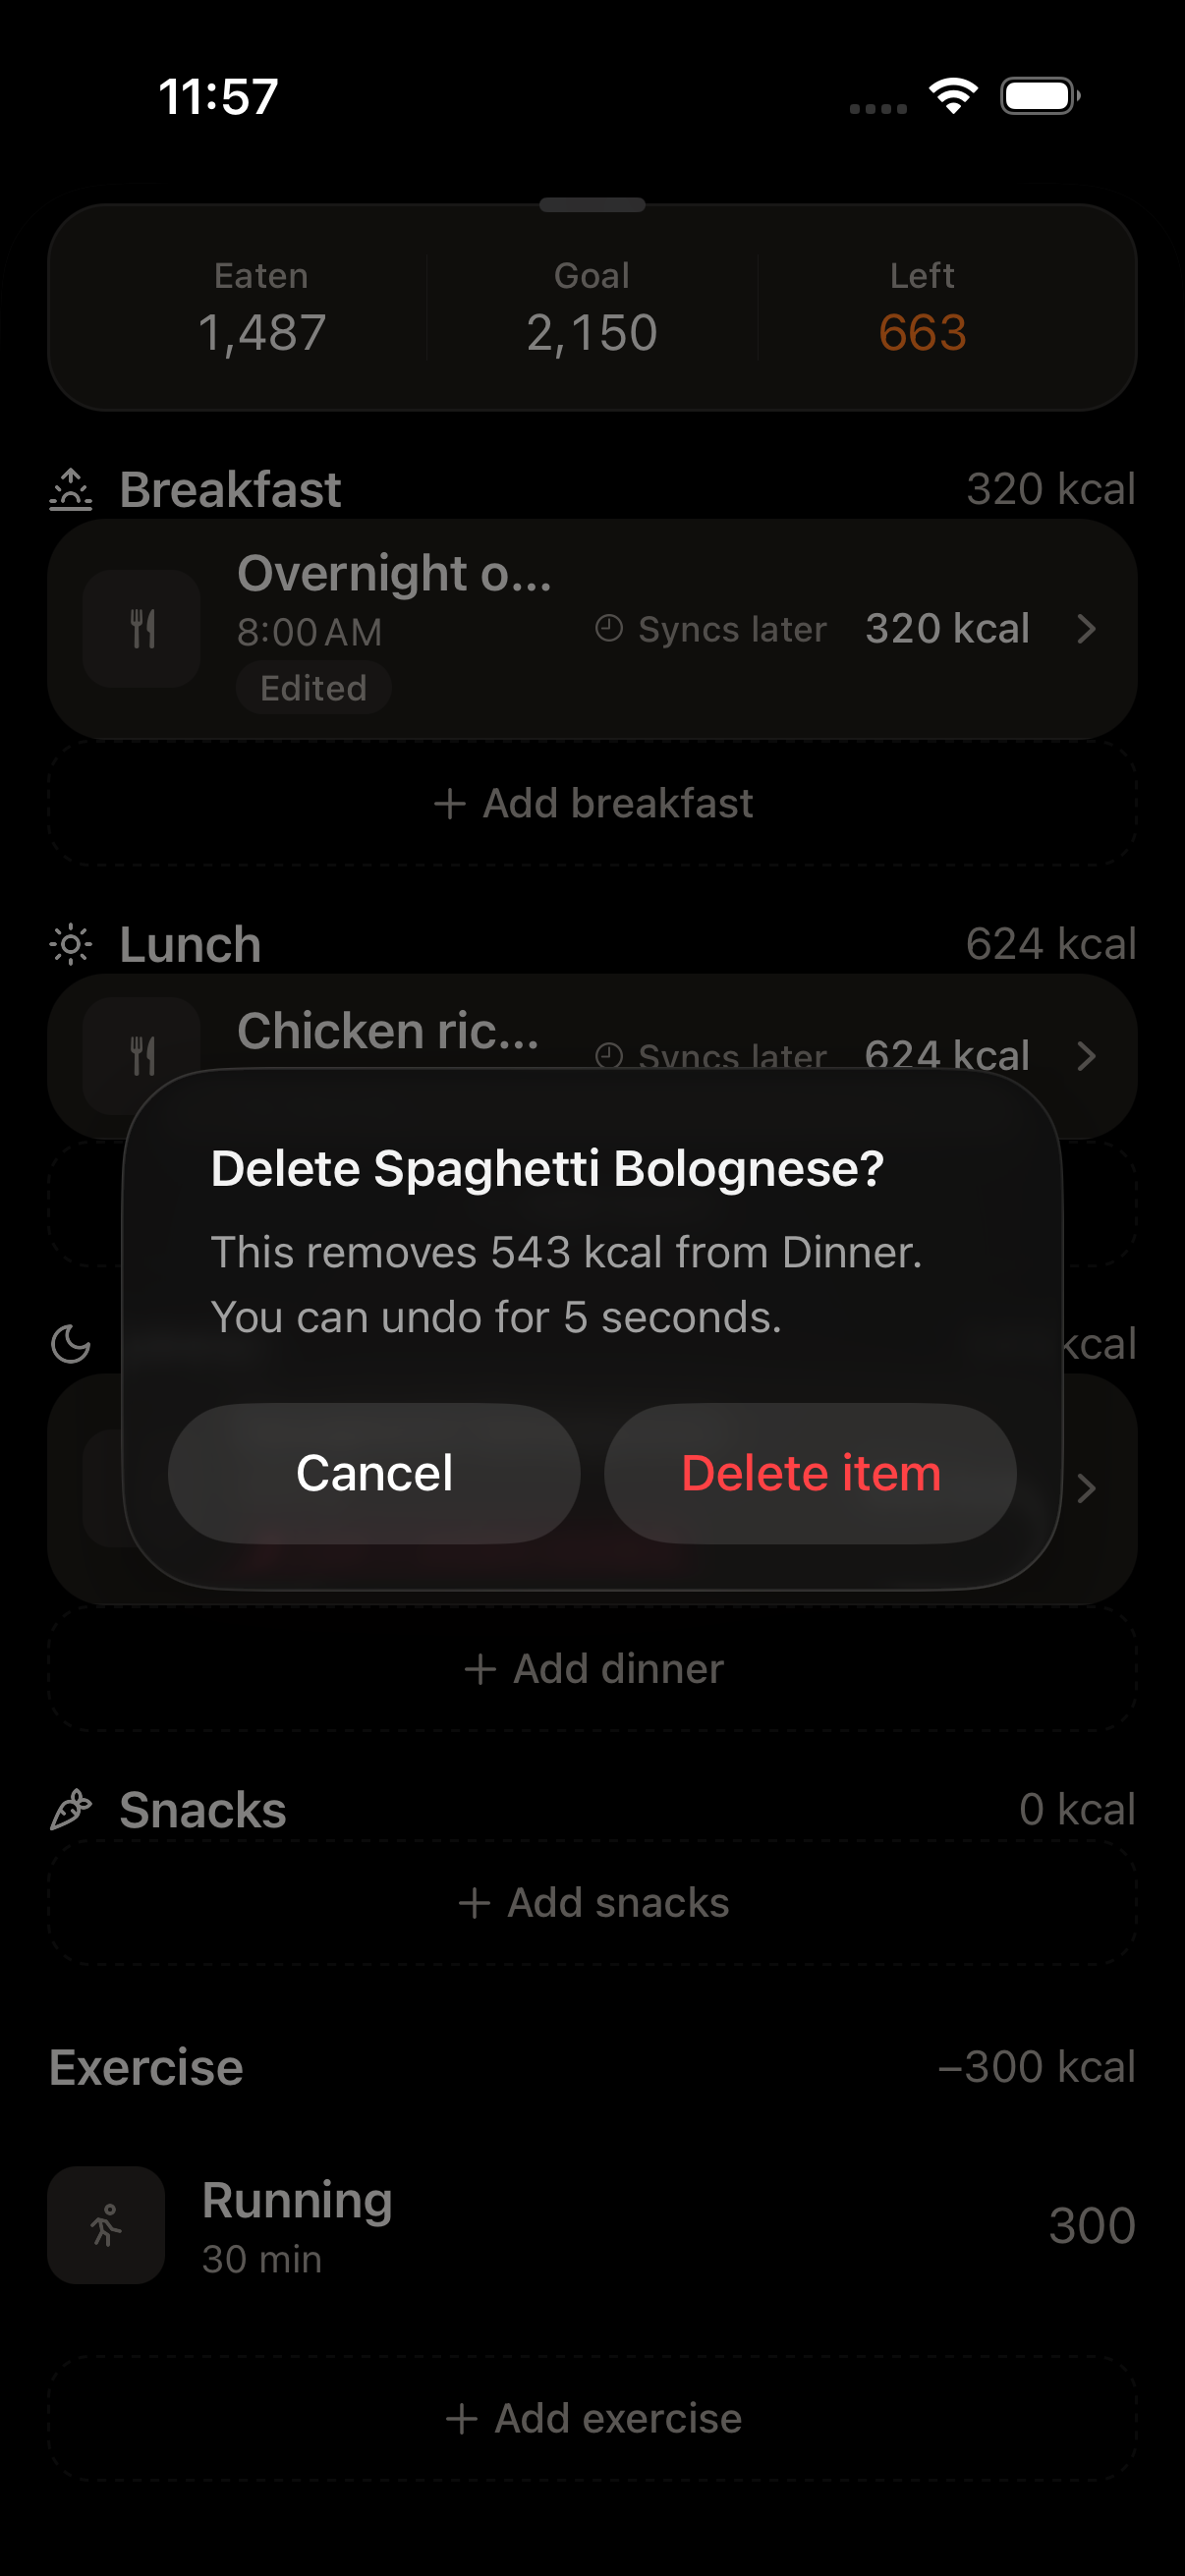 11:57
Eaten
1,487
Goal
2,150
Left
663
Breakfast
320 kcal
Overnight o...
8:00 AM
Edited
Syncs later
320 kcal
+ Add breakfast
Lunch
624 kcal
Chicken ric...
Syncs later
624 kcal
Delete Spaghetti Bolognese?
This removes 543 kcal from Dinner.
You can undo for 5 seconds.
kcal
Cancel
Delete item
+ Add dinner
Snacks
0 kcal
+ Add snacks
Exercise
–300 kcal
Running
30 min
300
+ Add exercise